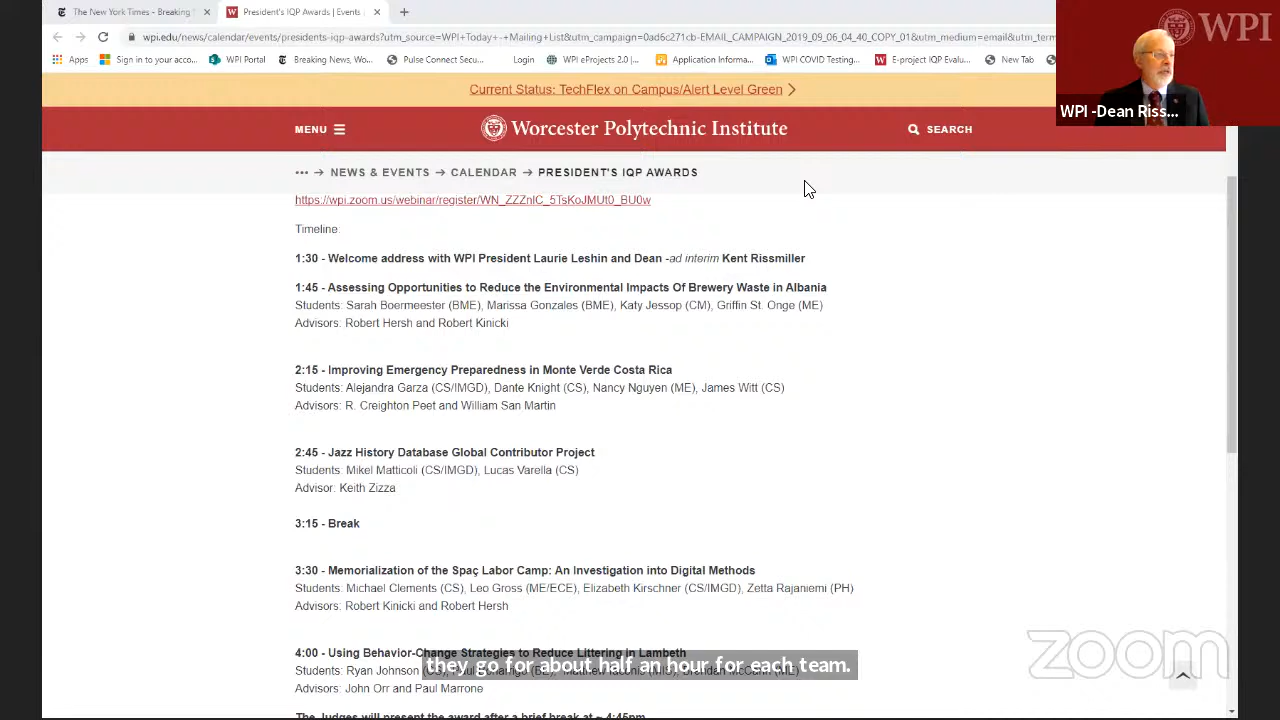 The New York Times - Breaking
President's IQP Awards | Events
wpi.edu/news/calendar/events/presidents-iqp-awards?utm_source=WPI+Today+-+Mailing+List&utm_campaign=0ad6c271cb-EMAIL_CAMPAIGN_2019_09_06_04_40_COPY_01&utm_medium=email&utm_term
WPI
Apps
Sign in to your acco...
WPI Portal
Breaking News, Wo...
Pulse Connect Secu...
Login
WPI eProjects 2.0 |...
Application Informa...
WPI COVID Testing...
E-project IQP Evalu...
New Tab
WPI -Dean Riss...
Current Status: TechFlex on Campus/Alert Level Green
MENU
Worcester Polytechnic Institute
SEARCH
••• → NEWS & EVENTS → CALENDAR → PRESIDENT'S IQP AWARDS
https://wpi.zoom.us/webinar/register/WN_ZZZnIC_5TsKoJMUt0_BU0w
Timeline:
1:30 - Welcome address with WPI President Laurie Leshin and Dean -ad interim Kent Rissmiller
1:45 - Assessing Opportunities to Reduce the Environmental Impacts Of Brewery Waste in Albania
Students: Sarah Boermeester (BME), Marissa Gonzales (BME), Katy Jessop (CM), Griffin St. Onge (ME)
Advisors: Robert Hersh and Robert Kinicki
2:15 - Improving Emergency Preparedness in Monte Verde Costa Rica
Students: Alejandra Garza (CS/IMGD), Dante Knight (CS), Nancy Nguyen (ME), James Witt (CS)
Advisors: R. Creighton Peet and William San Martin
2:45 - Jazz History Database Global Contributor Project
Students: Mikel Matticoli (CS/IMGD), Lucas Varella (CS)
Advisor: Keith Zizza
3:15 - Break
3:30 - Memorialization of the Spaç Labor Camp: An Investigation into Digital Methods
Students: Michael Clements (CS), Leo Gross (ME/ECE), Elizabeth Kirschner (CS/IMGD), Zetta Rajaniemi (PH)
Advisors: Robert Kinicki and Robert Hersh
4:00 - Using Behavior-Change Strategies to Reduce Littering in Lambeth
they go for about half an hour for each team.
Students: Ryan Johnson
Advisors: John Orr and Paul Marrone
The Judges will present the award after a brief break at ~ 4:45pm
zoom